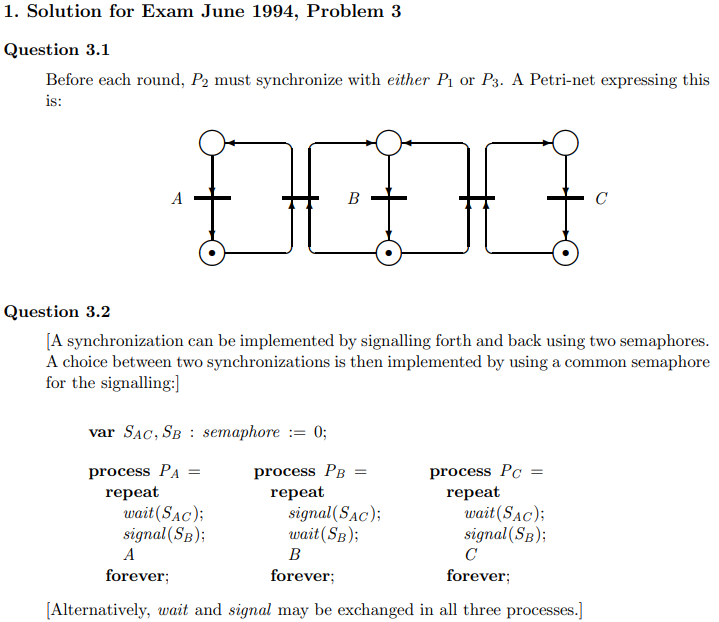 1. Solution for Exam June 1994, Problem 3
Question 3.1
Before each round, P2 must synchronize with either P1 or P3. A Petri-net expressing this
is:
A B C
Question 3.2
[A synchronization can be implemented by signalling forth and back using two semaphores.
A choice between two synchronizations is then implemented by using a common semaphore
for the signalling:]
var SAC, SB : semaphore := 0;
process PA = process PB = process PC =
repeat repeat repeat
wait(SAC); signal(SAC); wait(SAC);
signal(SB); wait(SB); signal(SB);
A B C
forever; forever; forever;
[Alternatively, wait and signal may be exchanged in all three processes.]